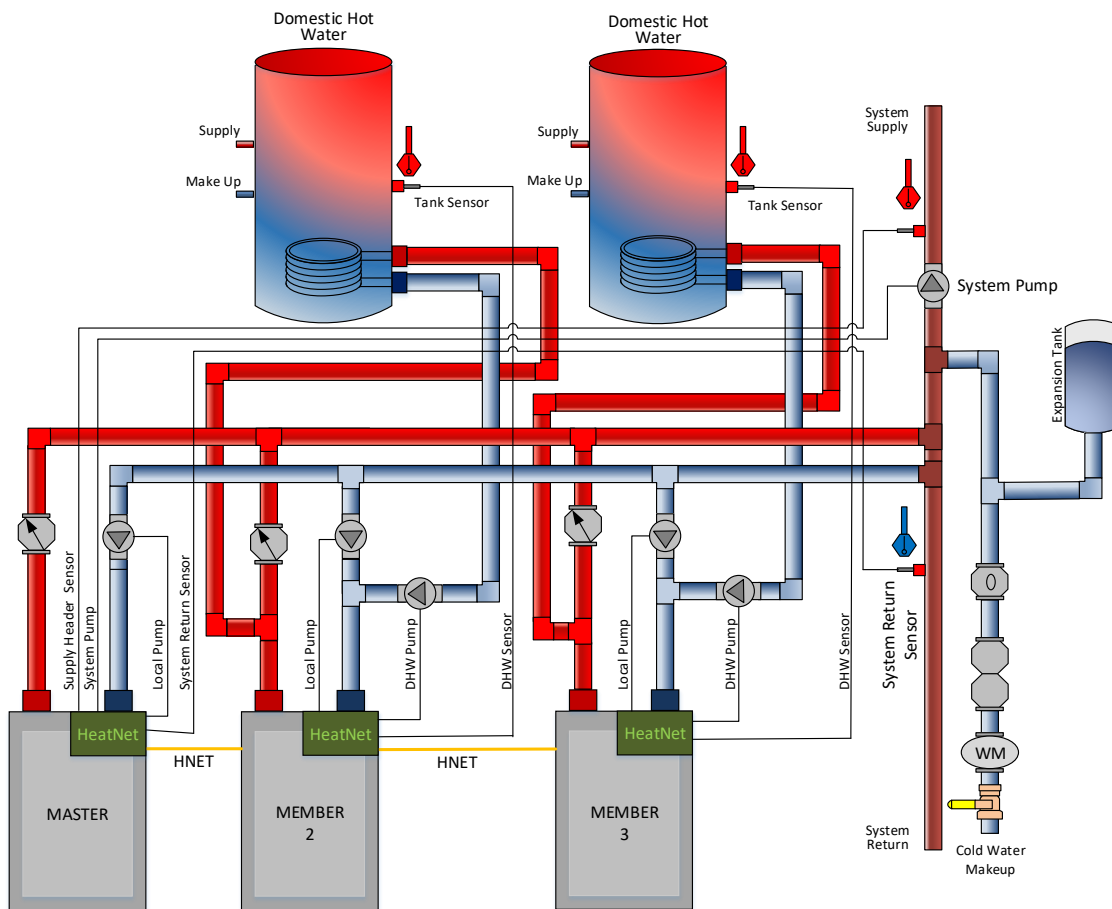 Domestic Hot
Water
Domestic Hot
Water
System
Supply
Supply
Supply
Make Up
Make Up
Tank Sensor
Tank Sensor
System Pump
Expansion Tank
Supply Header Sensor
System Pump
Local Pump
System Return Sensor
Local Pump
DHW Pump
DHW Sensor
Local Pump
DHW Pump
DHW Sensor
System Return
Sensor
0
HeatNet
HeatNet
HeatNet
HNET
HNET
WM
MASTER
MEMBER
2
MEMBER
3
System
Return
Cold Water
Makeup